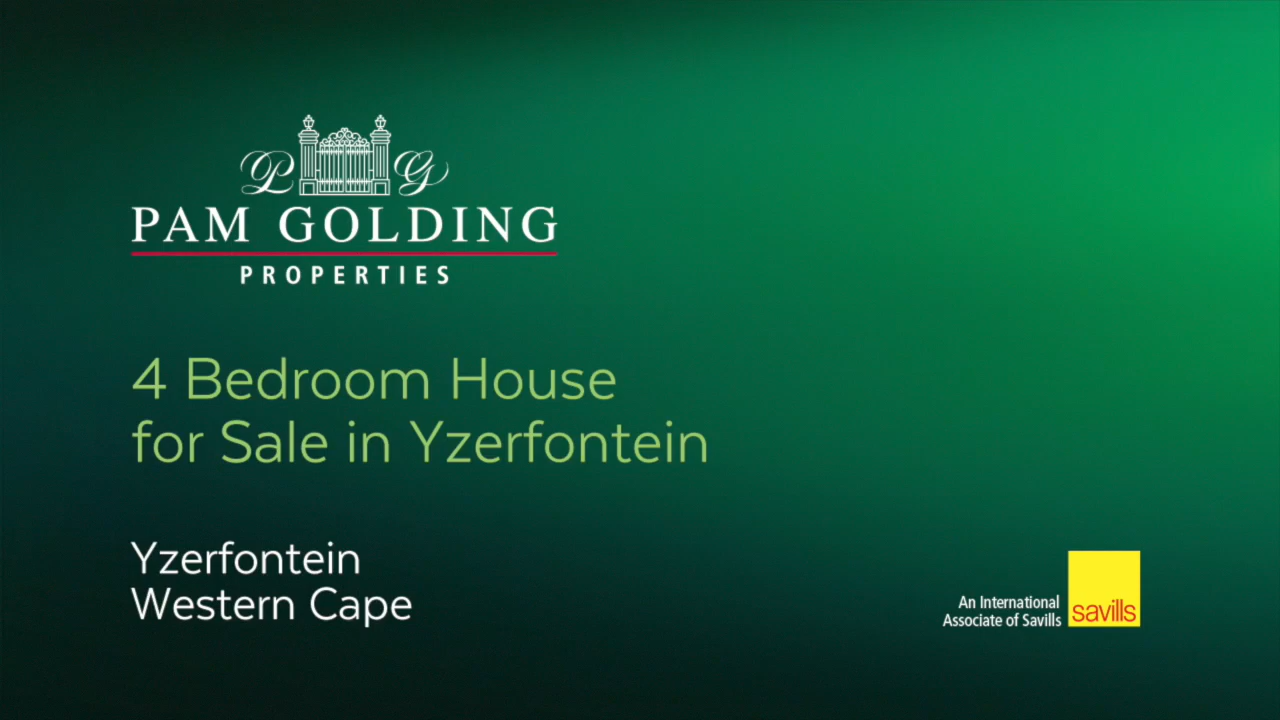 P G
PAM GOLDING
PROPERTIES
4 Bedroom House
for Sale in Yzerfontein
Yzerfontein
Western Cape
An International
Associate of Savills
savills